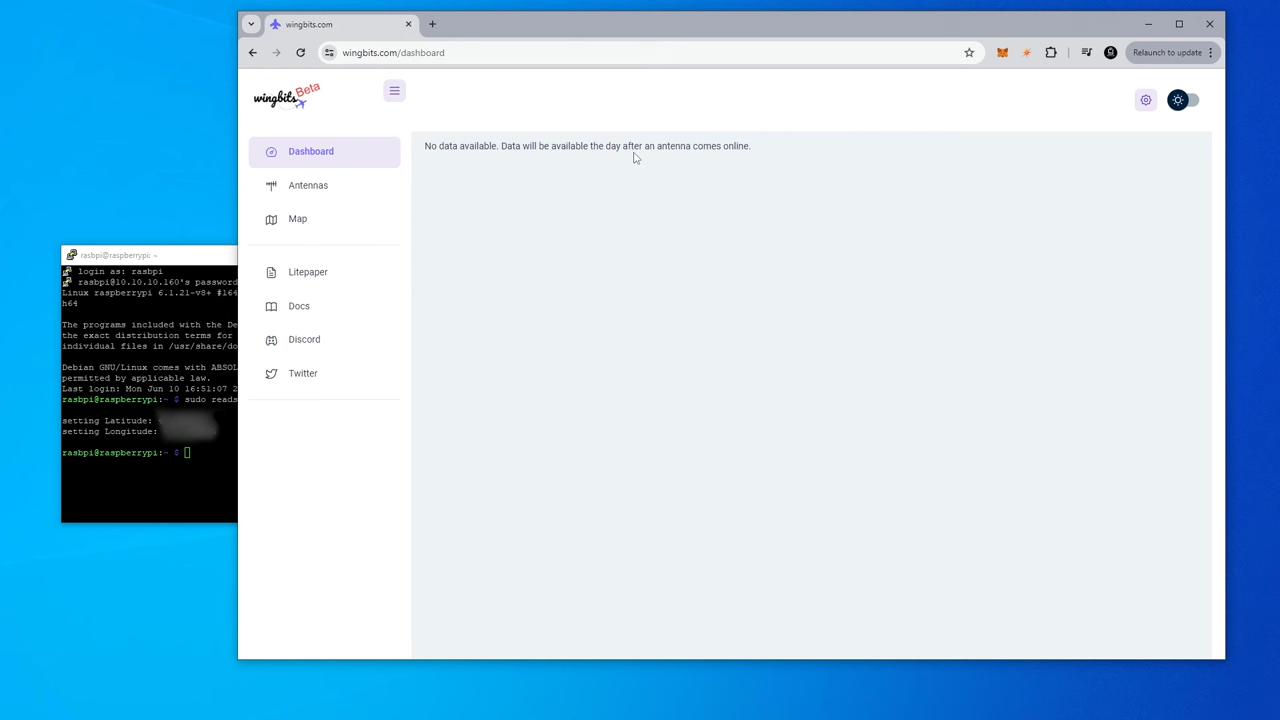 wingbits.com
wingbits.com/dashboard
Relaunch to update
wingbits Beta
Dashboard
Antennas
Map
Litepaper
Docs
Discord
Twitter
No data available. Data will be available the day after an antenna comes online.
rasbpi@raspberrypi: ~
login as: rasbpi
rasbpi@10.10.10.160's password
Linux raspberrypi 6.1.21-v8+ #164
h64
The programs included with the De
the exact distribution terms for
individual files in /usr/share/do
Debian GNU/Linux comes with ABSOL
permitted by applicable law.
Last login: Mon Jun 10 16:51:07 2
rasbpi@raspberrypi:~ $ sudo reads
setting Latitude:
setting Longitude:
rasbpi@raspberrypi:~ $